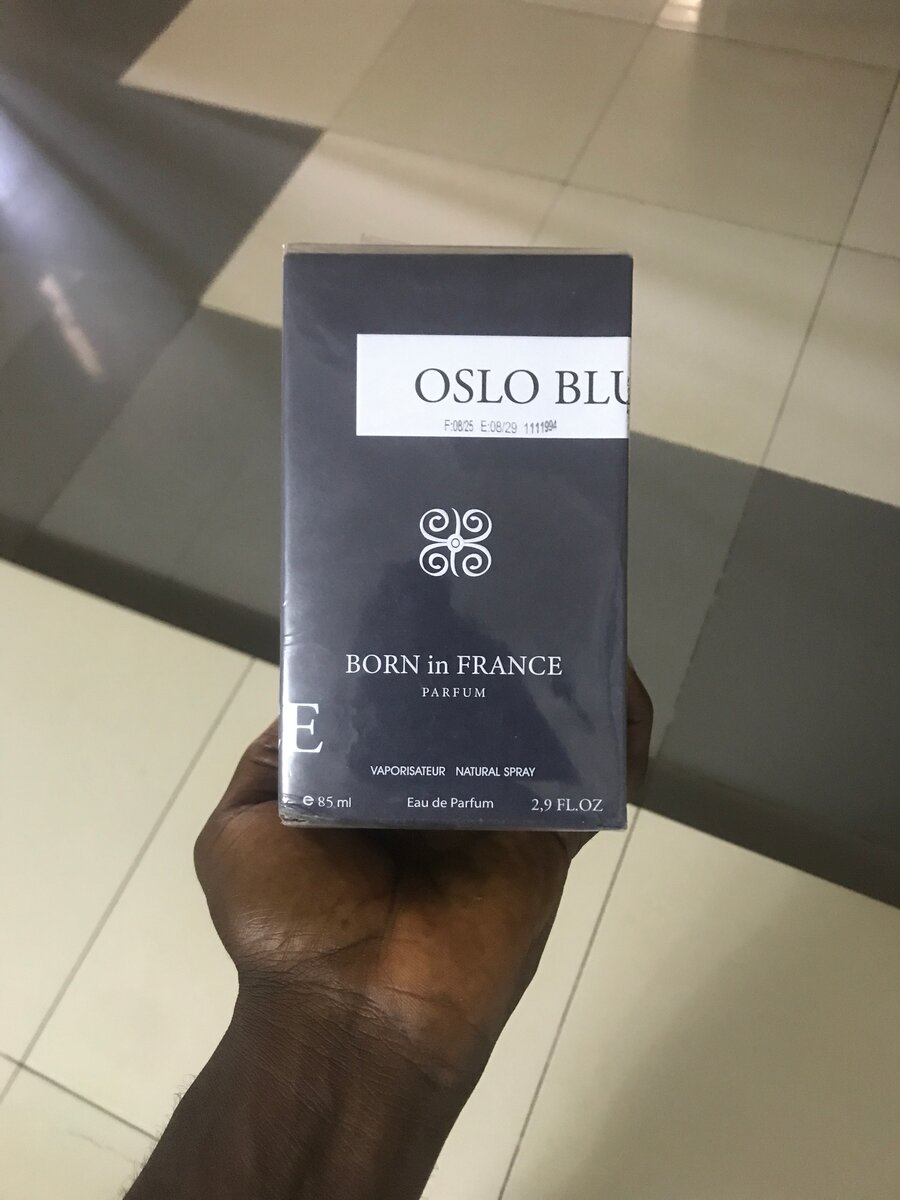 OSLO BLU
F:08/25 E:08/29 1111994
BORN in FRANCE
PARFUM
E
VAPORISATEUR NATURAL SPRAY
e 85 ml Eau de Parfum 2,9 FL.OZ